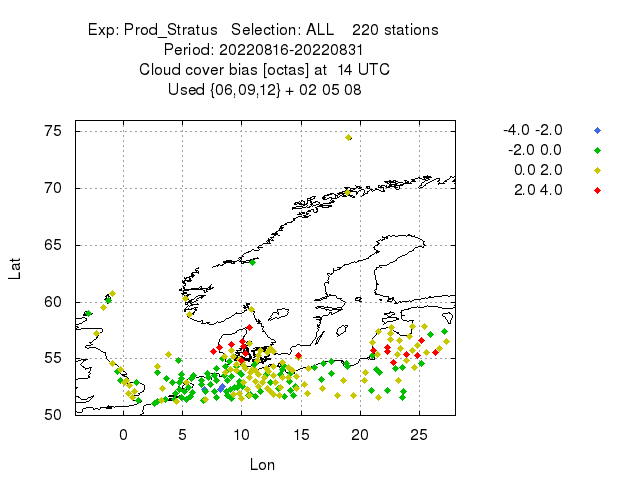 Exp: Prod_Stratus   Selection: ALL    220 stations
Period: 20220816-20220831
Cloud cover bias [octas] at  14 UTC
Used {06,09,12} + 02 05 08
-4.0 -2.0
-2.0 0.0
0.0 2.0
2.0 4.0
75
70
65
60
55
50
Lat
0 5 10 15 20 25
Lon